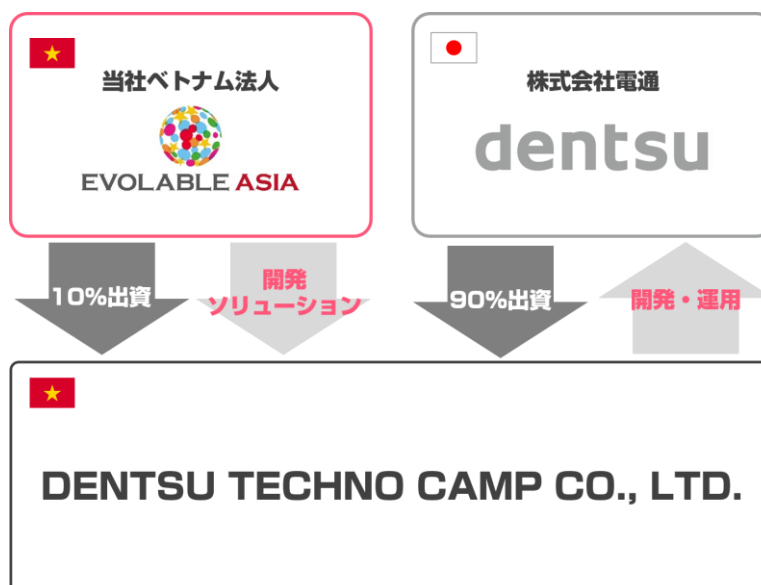 当社ベトナム法人
EVOLABLE ASIA
株式会社電通
dentsu
10%出資
開発
ソリューション
90%出資
開発・運用
DENTSU TECHNO CAMP CO., LTD.